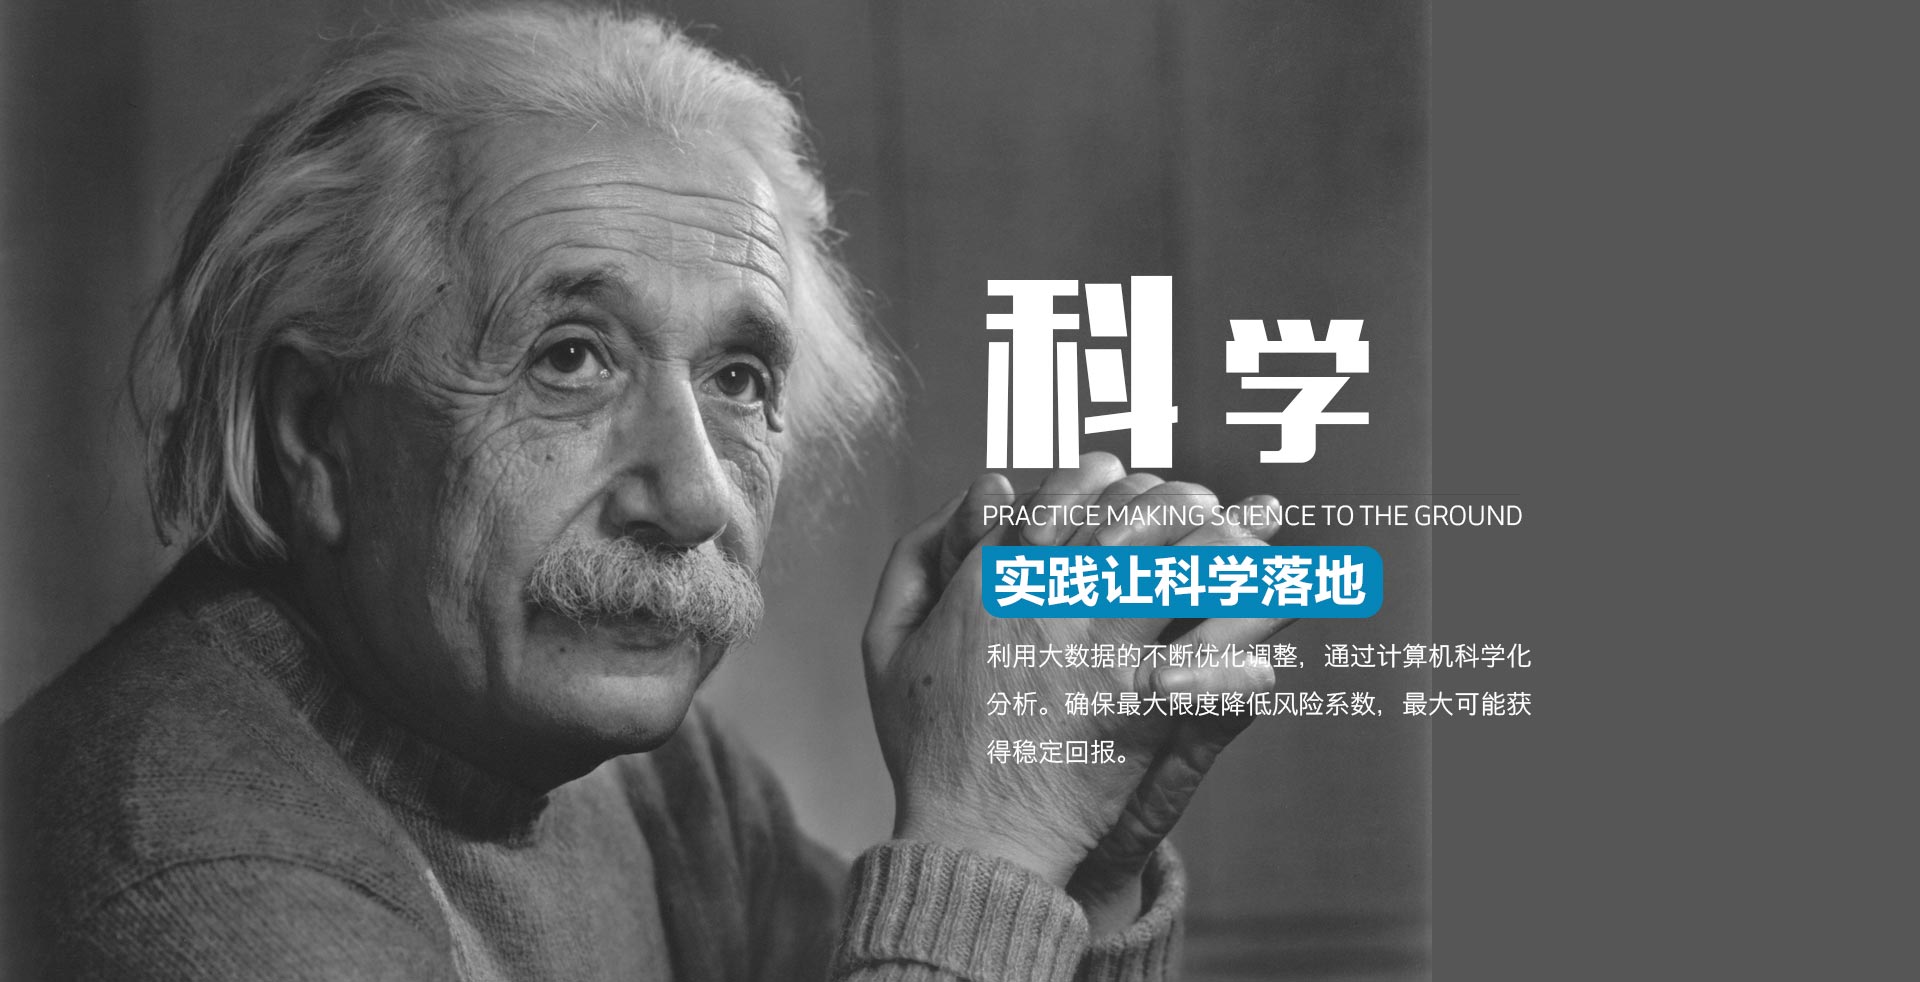 科学
PRACTICE MAKING SCIENCE TO THE GROUND
实践让科学落地
利用大数据的不断优化调整，通过计算机科学化
分析。确保最大限度降低风险系数，最大可能获
得稳定回报。